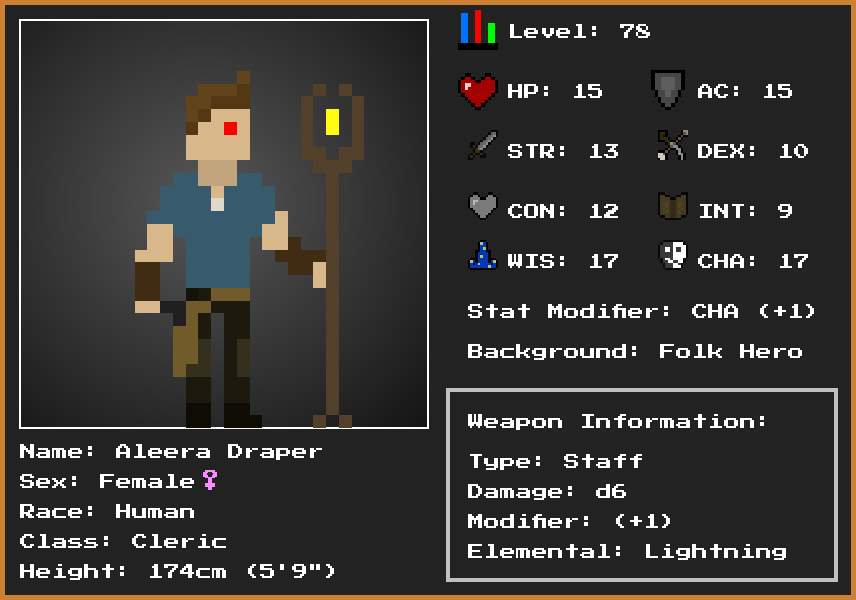 Level: 78
HP: 15
AC: 15
STR: 13
DEX: 10
CON: 12
INT: 9
WIS: 17
CHA: 17
Stat Modifier: CHA (+1)
Background: Folk Hero
Weapon Information:
Type: Staff
Damage: d6
Modifier: (+1)
Elemental: Lightning
Name: Aleera Draper
Sex: Female♀
Race: Human
Class: Cleric
Height: 174cm (5'9")